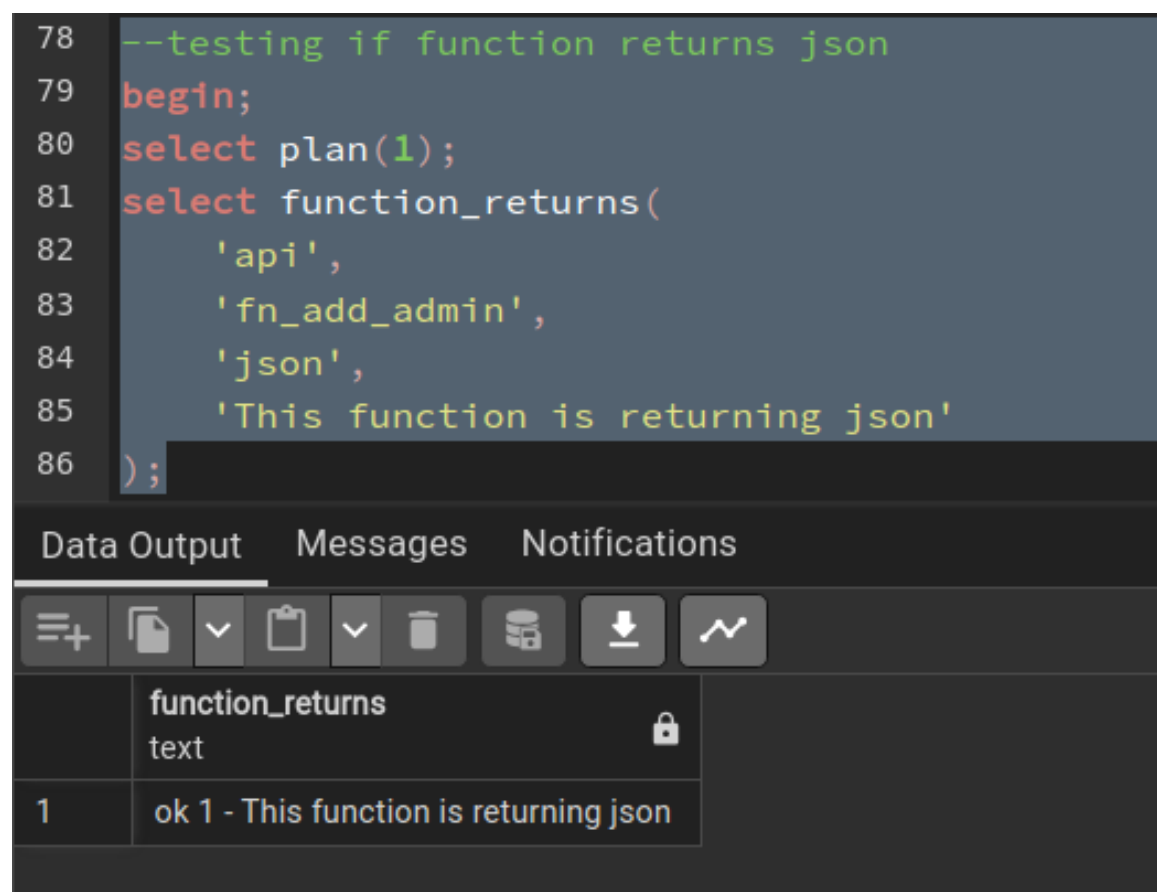 78 --testing if function returns json
79 begin;
80 select plan(1);
81 select function_returns(
82 'api',
83 'fn_add_admin',
84 'json',
85 'This function is returning json'
86 );
Data Output Messages Notifications
function_returns
text
1 ok 1 - This function is returning json